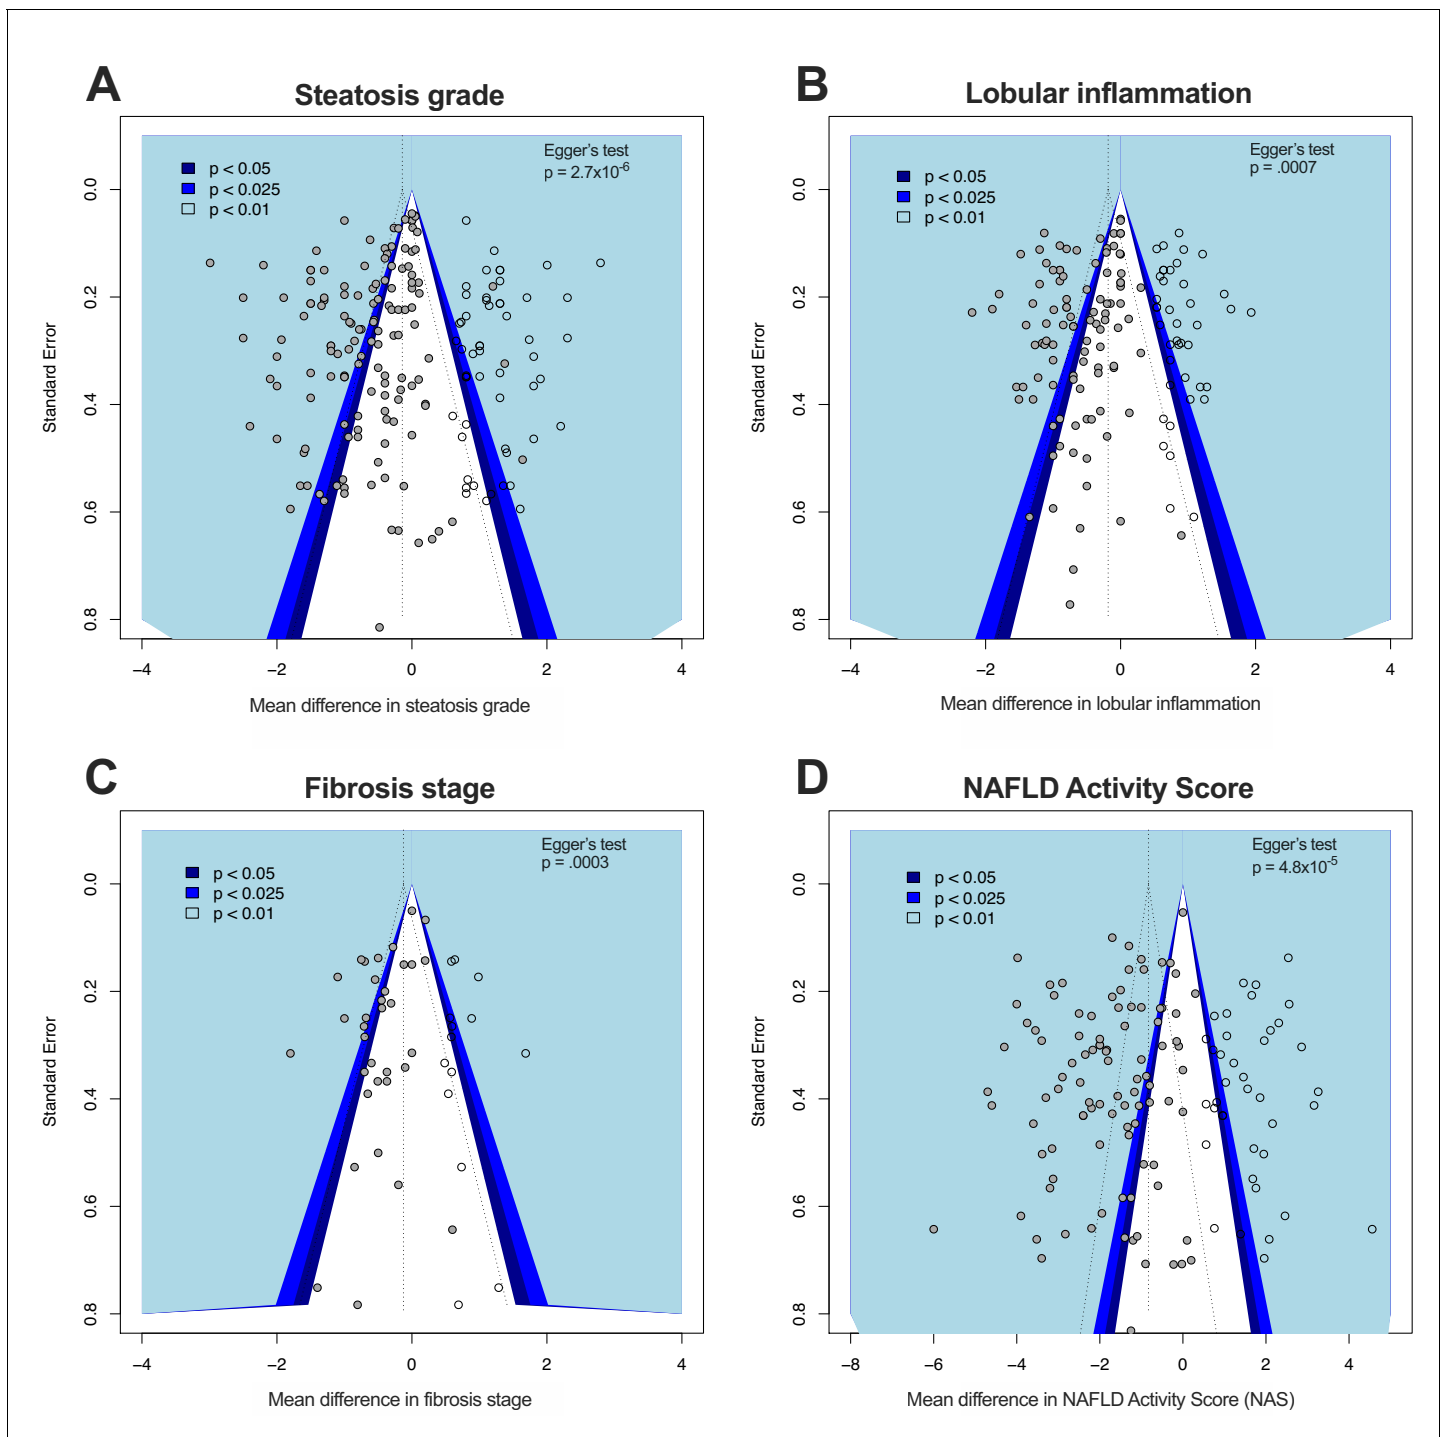 A
Steatosis grade
p < 0.05
p < 0.025
p < 0.01
Egger's test
p = 2.7x10-6
0.0
0.2
0.4
0.6
0.8
Standard Error
−4
−2
0
2
4
Mean difference in steatosis grade
B
Lobular inflammation
p < 0.05
p < 0.025
p < 0.01
Egger's test
p = .0007
0.0
0.2
0.4
0.6
0.8
Standard Error
−4
−2
0
2
4
Mean difference in lobular inflammation
C
Fibrosis stage
p < 0.05
p < 0.025
p < 0.01
Egger's test
p = .0003
0.0
0.2
0.4
0.6
0.8
Standard Error
−4
−2
0
2
4
Mean difference in fibrosis stage
D
NAFLD Activity Score
p < 0.05
p < 0.025
p < 0.01
Egger's test
p = 4.8x10-5
0.0
0.2
0.4
0.6
0.8
Standard Error
−8
−6
−4
−2
0
2
4
Mean difference in NAFLD Activity Score (NAS)